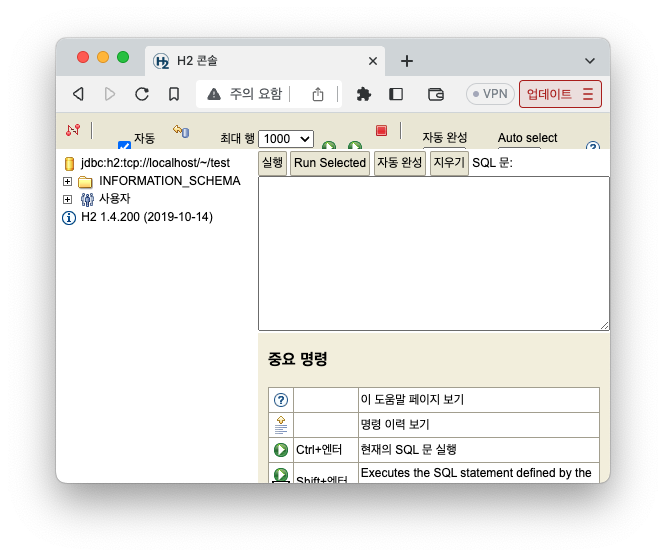 H2 콘솔
주의 요함
VPN
업데이트
자동
최대 행
1000
자동 완성
Auto select
jdbc:h2:tcp://localhost/~/test
INFORMATION_SCHEMA
사용자
H2 1.4.200 (2019-10-14)
실행
Run Selected
자동 완성
지우기
SQL 문:
중요 명령
이 도움말 페이지 보기
명령 이력 보기
Ctrl+엔터
현재의 SQL 문 실행
Shift+엔터
Executes the SQL statement defined by the